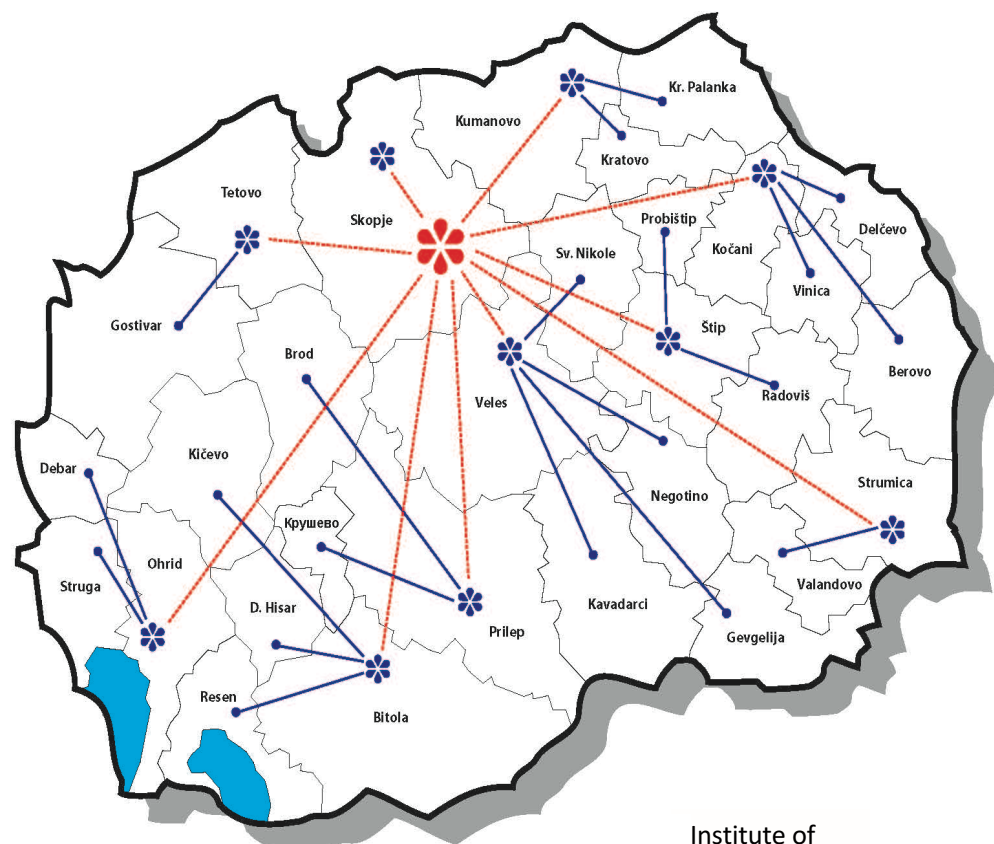 Kr. Palanka
Kumanovo
Kratovo
Tetovo
Skopje
Probištip
Delčevo
Sv. Nikole
Kočani
Vinica
Gostivar
Štip
Brod
Berovo
Radoviš
Veles
Debar
Kičevo
Strumica
Negotino
Крушево
Ohrid
Struga
Valandovo
D. Hisar
Kavadarci
Prilep
Gevgelija
Resen
Bitola
Institute of